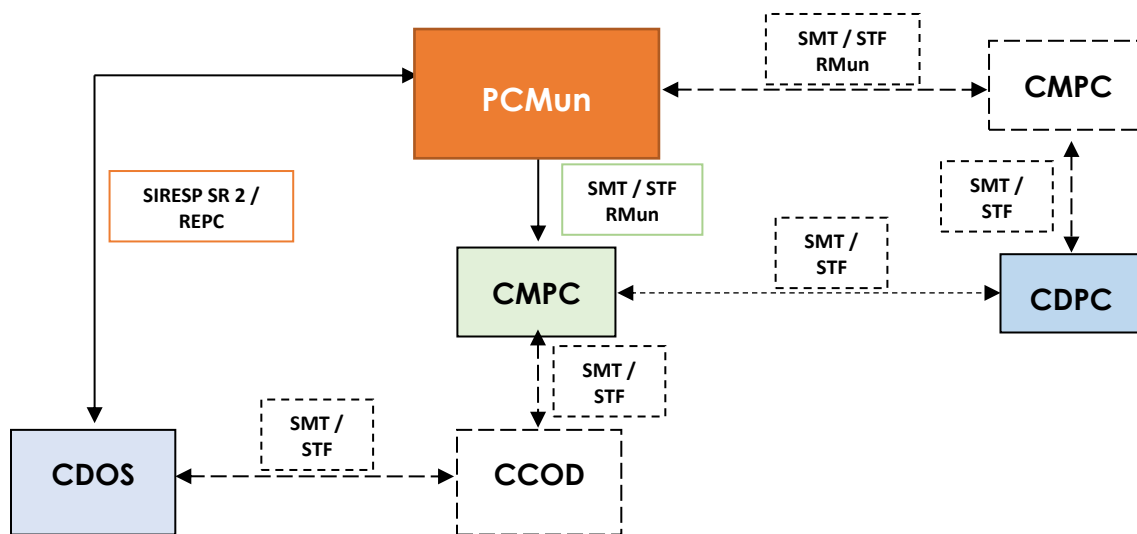 SMT / STF
RMun
PCMun
CMPC
SIRESP SR 2 /
REPC
SMT / STF
RMun
SMT /
STF
SMT /
STF
CMPC
CDPC
SMT /
STF
SMT /
STF
CDOS
CCOD